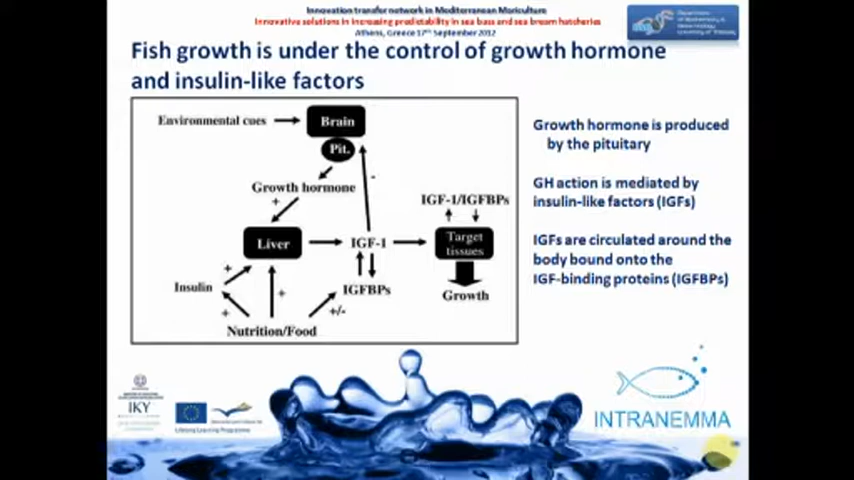 Innovation transfer network in Mediterranean Mariculture
Innovative solutions in increasing predictability in sea bass and sea bream hatcheries
Athens, Greece 17th September 2012
Fish growth is under the control of growth hormone
and insulin-like factors
Environmental cues
Brain
Pit.
Growth hormone
-
+
IGF-1/IGFBPs
Liver
IGF-1
Target
tissues
+
Insulin
+
IGFBPs
Growth
+
+/-
Nutrition/Food
Growth hormone is produced
by the pituitary
GH action is mediated by
insulin-like factors (IGFs)
IGFs are circulated around the
body bound onto the
IGF-binding proteins (IGFBPs)
IKY
Lifelong Learning Programme
INTRANEMMA